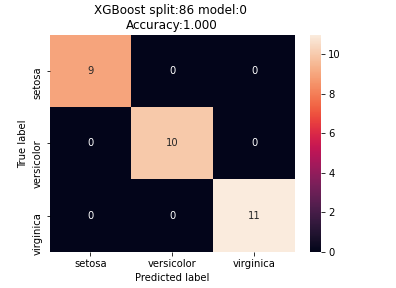 XGBoost split:86 model:0
Accuracy:1.000
True label
setosa
versicolor
virginica
9 0 0
0 10 0
0 0 11
setosa versicolor virginica
Predicted label
10
8
6
4
2
0